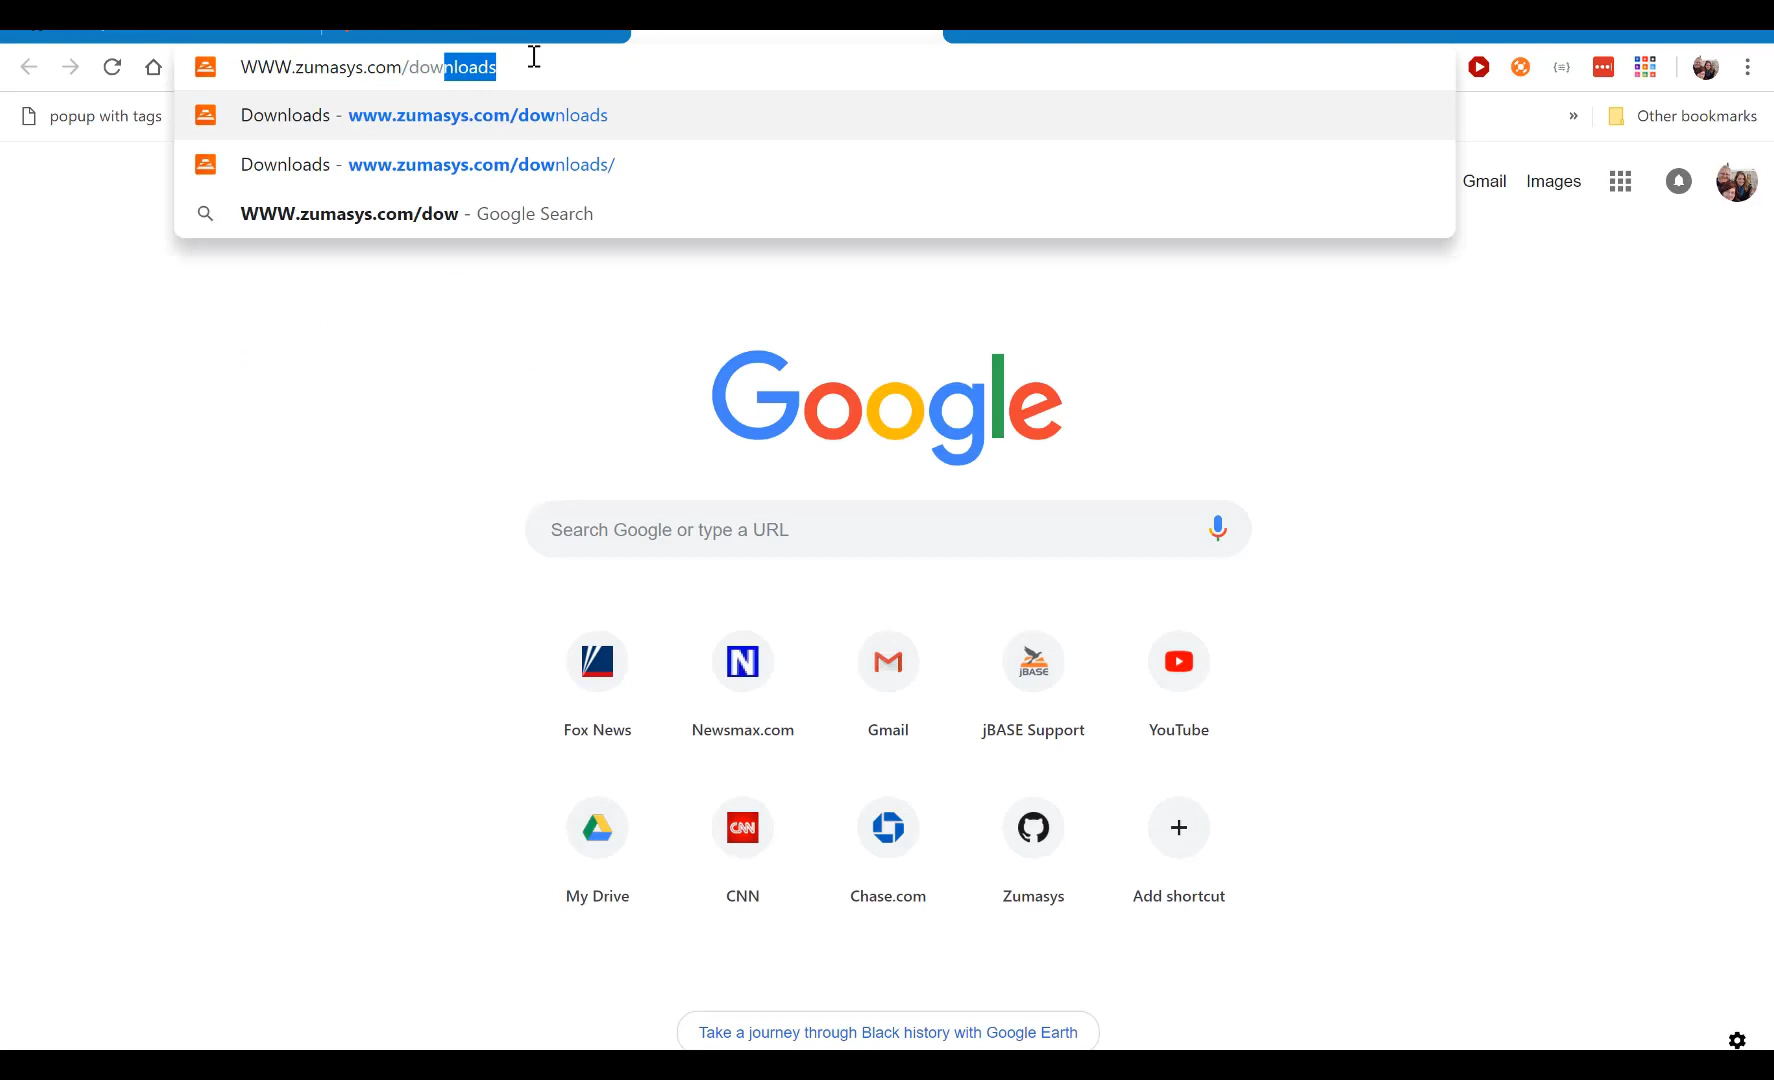 WWW.zumasys.com/downloads
popup with tags
Downloads - www.zumasys.com/downloads
» Other bookmarks
Downloads - www.zumasys.com/downloads/
Gmail Images
WWW.zumasys.com/dow - Google Search
Google
Search Google or type a URL
N
jBASE
Fox News Newsmax.com Gmail jBASE Support YouTube
CNN
My Drive CNN Chase.com Zumasys Add shortcut
Take a journey through Black history with Google Earth